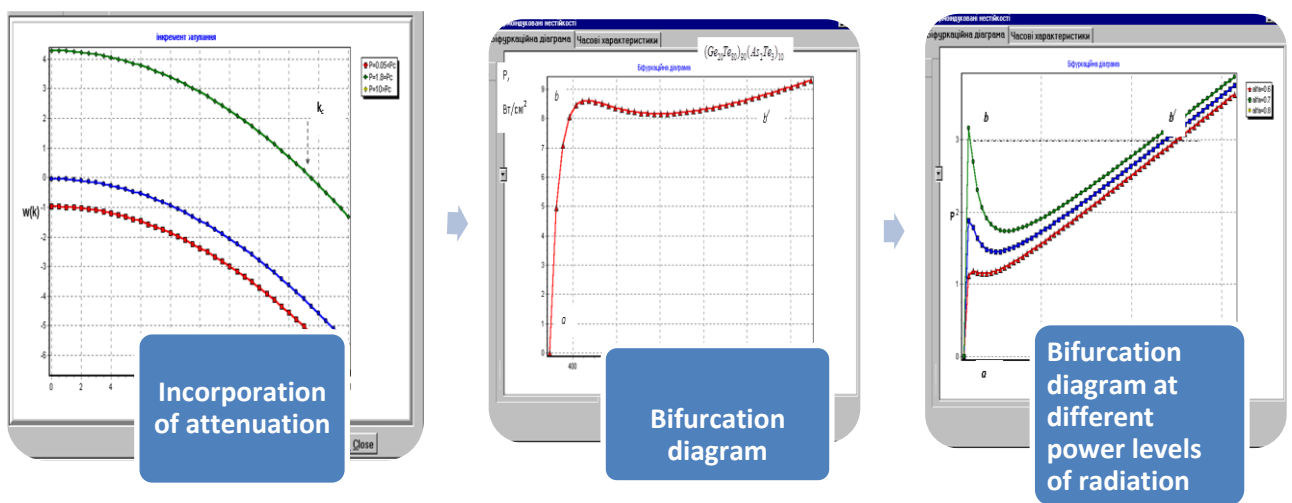 інкремент затухання
4
3
2
1
0
-1
-2
-3
-4
-5
-6
w(k)
k_c
P=0.05*Pc
P=1.8*Pc
P=10*Pc
0 2 4
Incorporation
of attenuation
Close
Біфуркаційна діаграма Часові характеристики
(Ge₂₀Te₈₀)₉₀(As₂Te₃)₁₀
Біфуркаційна діаграма
P,
Вт/см²
9
8
7
6
5
4
3
2
1
0
b
b'
a
400
Bifurcation
diagram
нестійкості
Біфуркаційна діаграма Часові характеристики
Біфуркаційна діаграма
3
2
1
0
P
b
b'
a
alfa=0.6
alfa=0.7
alfa=0.8
Bifurcation
diagram at
different
power levels
of radiation